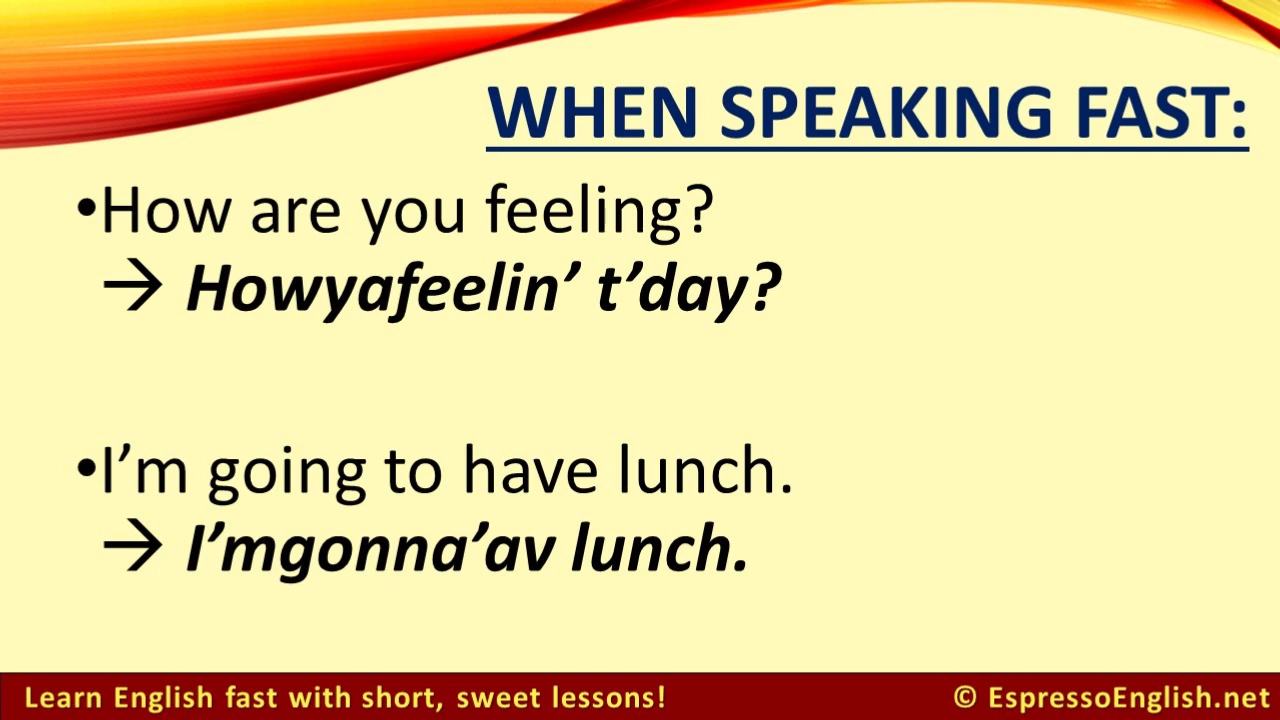 WHEN SPEAKING FAST:
•How are you feeling?
→ Howyafeelin’ t’day?
•I’m going to have lunch.
→ I’mgonna’av lunch.
Learn English fast with short, sweet lessons!
© EspressoEnglish.net